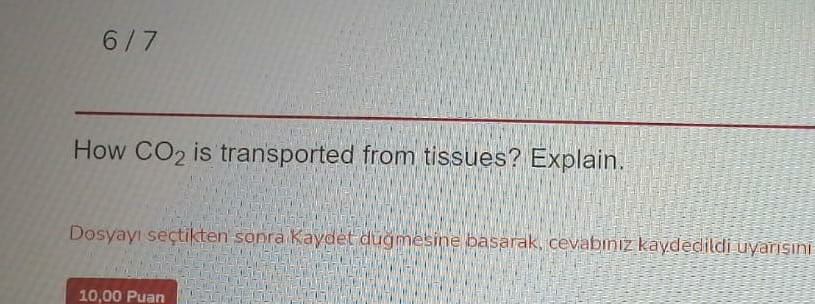 6 / 7
How CO₂ is transported from tissues? Explain.
Dosyayı seçtikten sonra Kaydet düğmesine basarak, cevabınız kaydedildi uyarısını
10,00 Puan